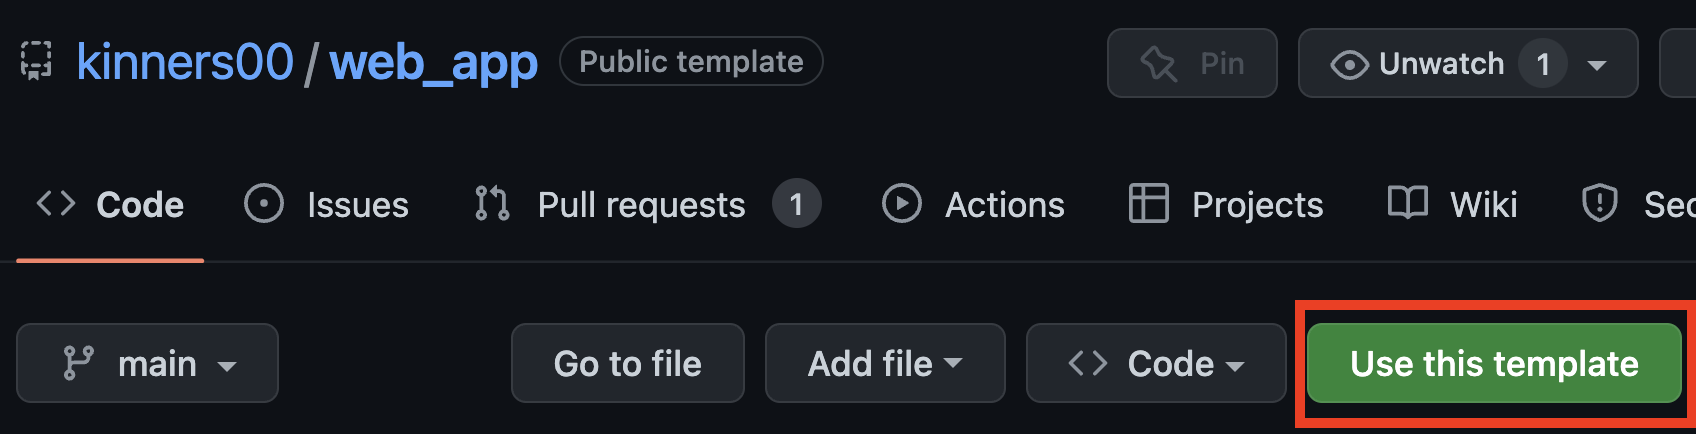 kinners00 / web_app Public template Pin Unwatch 1
Code Issues Pull requests 1 Actions Projects Wiki
main Go to file Add file Code Use this template